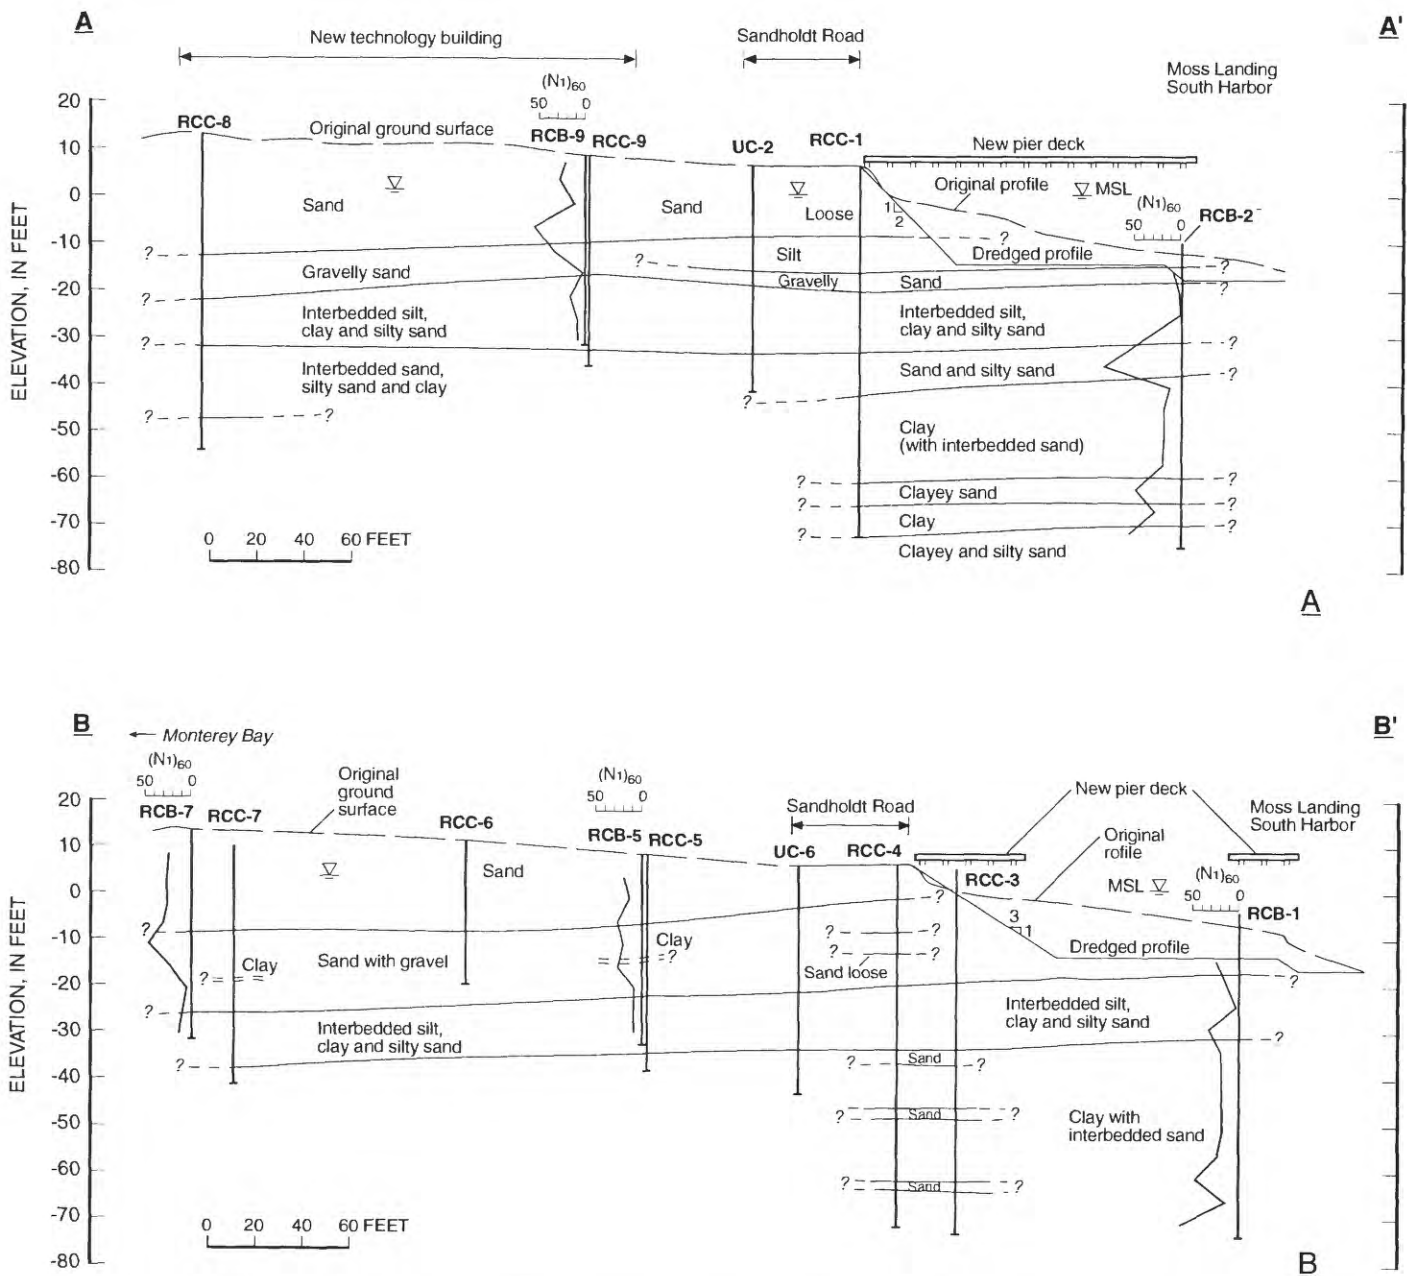 A
A'
New technology building
Sandholdt Road
Moss Landing
South Harbor
(N1)60
50 0
20
10
0
-10
-20
-30
-40
-50
-60
-70
-80
ELEVATION, IN FEET
RCC-8
Original ground surface
RCB-9
RCC-9
UC-2
RCC-1
New pier deck
Original profile
MSL
(N1)60
50 0
RCB-2
Sand
Sand
Loose
1
2
?
?
Silt
Dredged profile
?
?
Gravelly sand
Gravelly
Sand
?
?
Interbedded silt,
clay and silty sand
Interbedded silt,
clay and silty sand
?
?
Interbedded sand,
silty sand and clay
Sand and silty sand
?
?
?
?
Clay
(with interbedded sand)
?
?
Clayey sand
?
?
Clay
?
?
Clayey and silty sand
0 20 40 60 FEET
A
B
B'
Monterey Bay
(N1)60
50 0
Original
ground
surface
(N1)60
50 0
Sandholdt Road
New pier deck
Moss Landing
South Harbor
20
10
0
-10
-20
-30
-40
-50
-60
-70
-80
ELEVATION, IN FEET
RCB-7
RCC-7
RCC-6
RCB-5
RCC-5
UC-6
RCC-4
RCC-3
Original
rofile
MSL
(N1)60
50 0
RCB-1
Sand
?
?
3
1
?
?
Clay
?
Clay
?
Sand with gravel
?
?
Sand loose
Dredged profile
?
?
Interbedded silt,
clay and silty sand
Interbedded silt,
clay and silty sand
?
?
?
Sand
?
?
Sand
?
Clay with
interbedded sand
?
Sand
?
0 20 40 60 FEET
B